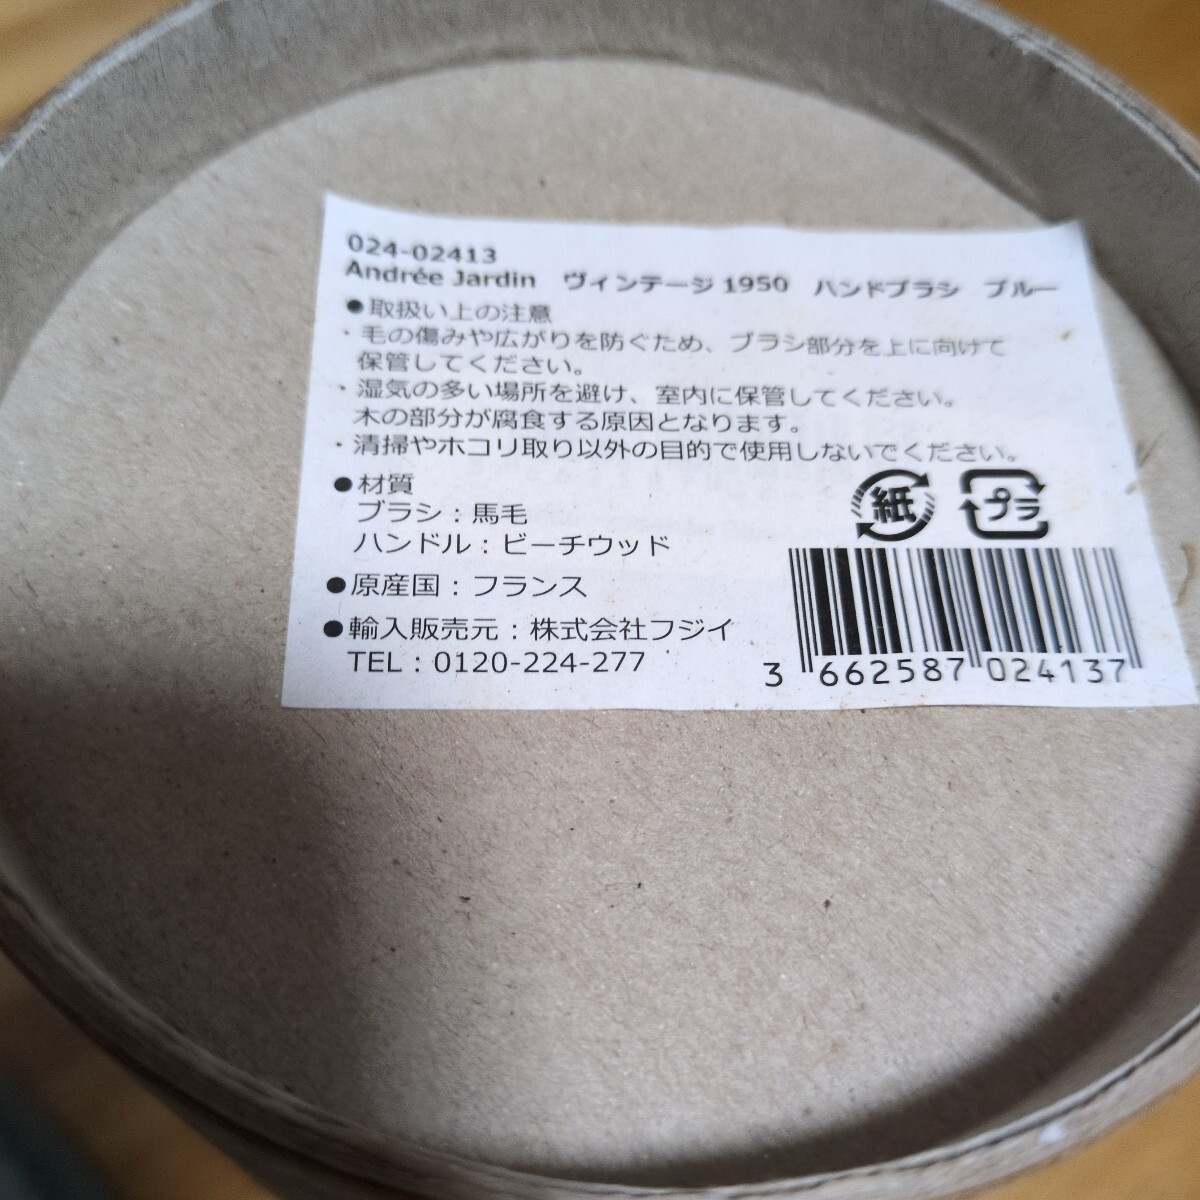 024-02413
Andrée Jardin　ヴィンテージ 1950　ハンドブラシ　ブルー
●取扱い上の注意
・毛の傷みや広がりを防ぐため、ブラシ部分を上に向けて
保管してください。
・湿気の多い場所を避け、室内に保管してください。
木の部分が腐食する原因となります。
・清掃やホコリ取り以外の目的で使用しないでください。
●材質
ブラシ：馬毛
ハンドル：ビーチウッド
●原産国：フランス
●輸入販売元：株式会社フジイ
TEL：0120-224-277
紙 プラ
3 662587 024137